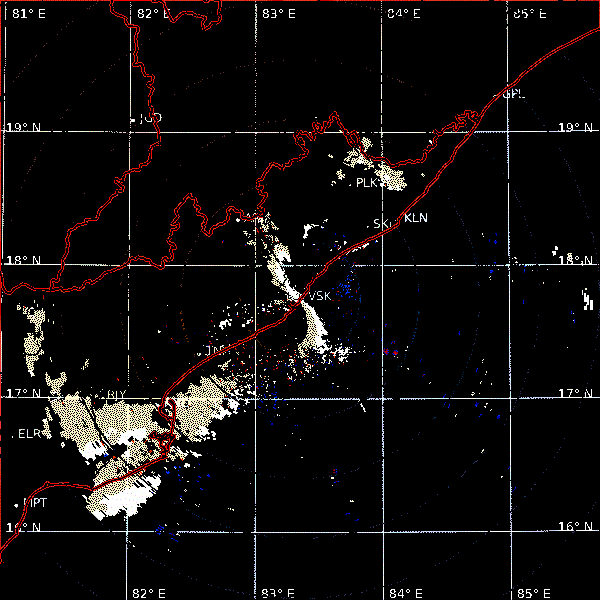 81° E 82° E 83° E 84° E 85° E
GPL
JGD
19° N 19° N
PLK
SKL KLN
18° N 18° N
VSK
17° N 17° N
ELR
16° N 16° N
82° E 83° E 84° E 85° E